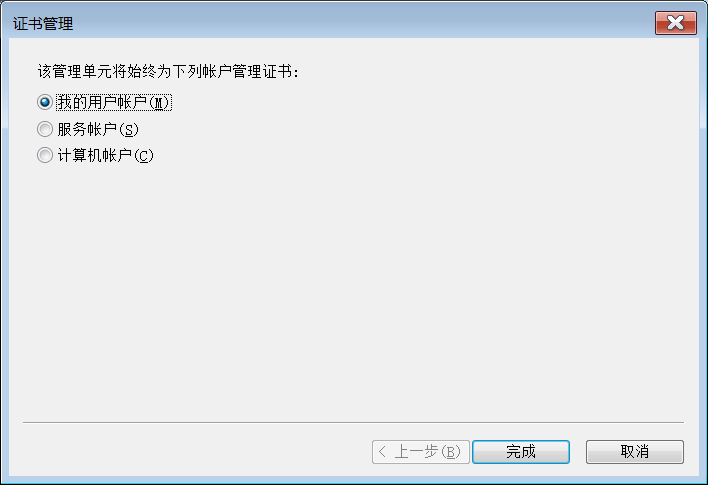 证书管理
该管理单元将始终为下列帐户管理证书:
我的用户帐户(M)
服务帐户(S)
计算机帐户(C)
< 上一步(B)
完成
取消